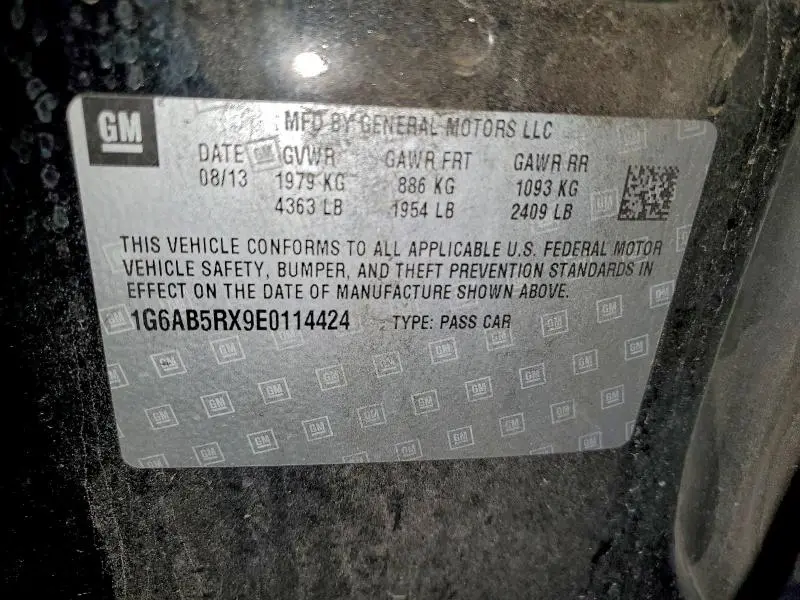 GM MFD BY GENERAL MOTORS LLC
DATE GVWR GAWR FRT GAWR RR
08/13 1979 KG 886 KG 1093 KG
4363 LB 1954 LB 2409 LB
THIS VEHICLE CONFORMS TO ALL APPLICABLE U.S. FEDERAL MOTOR
VEHICLE SAFETY, BUMPER, AND THEFT PREVENTION STANDARDS IN
EFFECT ON THE DATE OF MANUFACTURE SHOWN ABOVE.
1G6AB5RX9E0114424 TYPE: PASS CAR